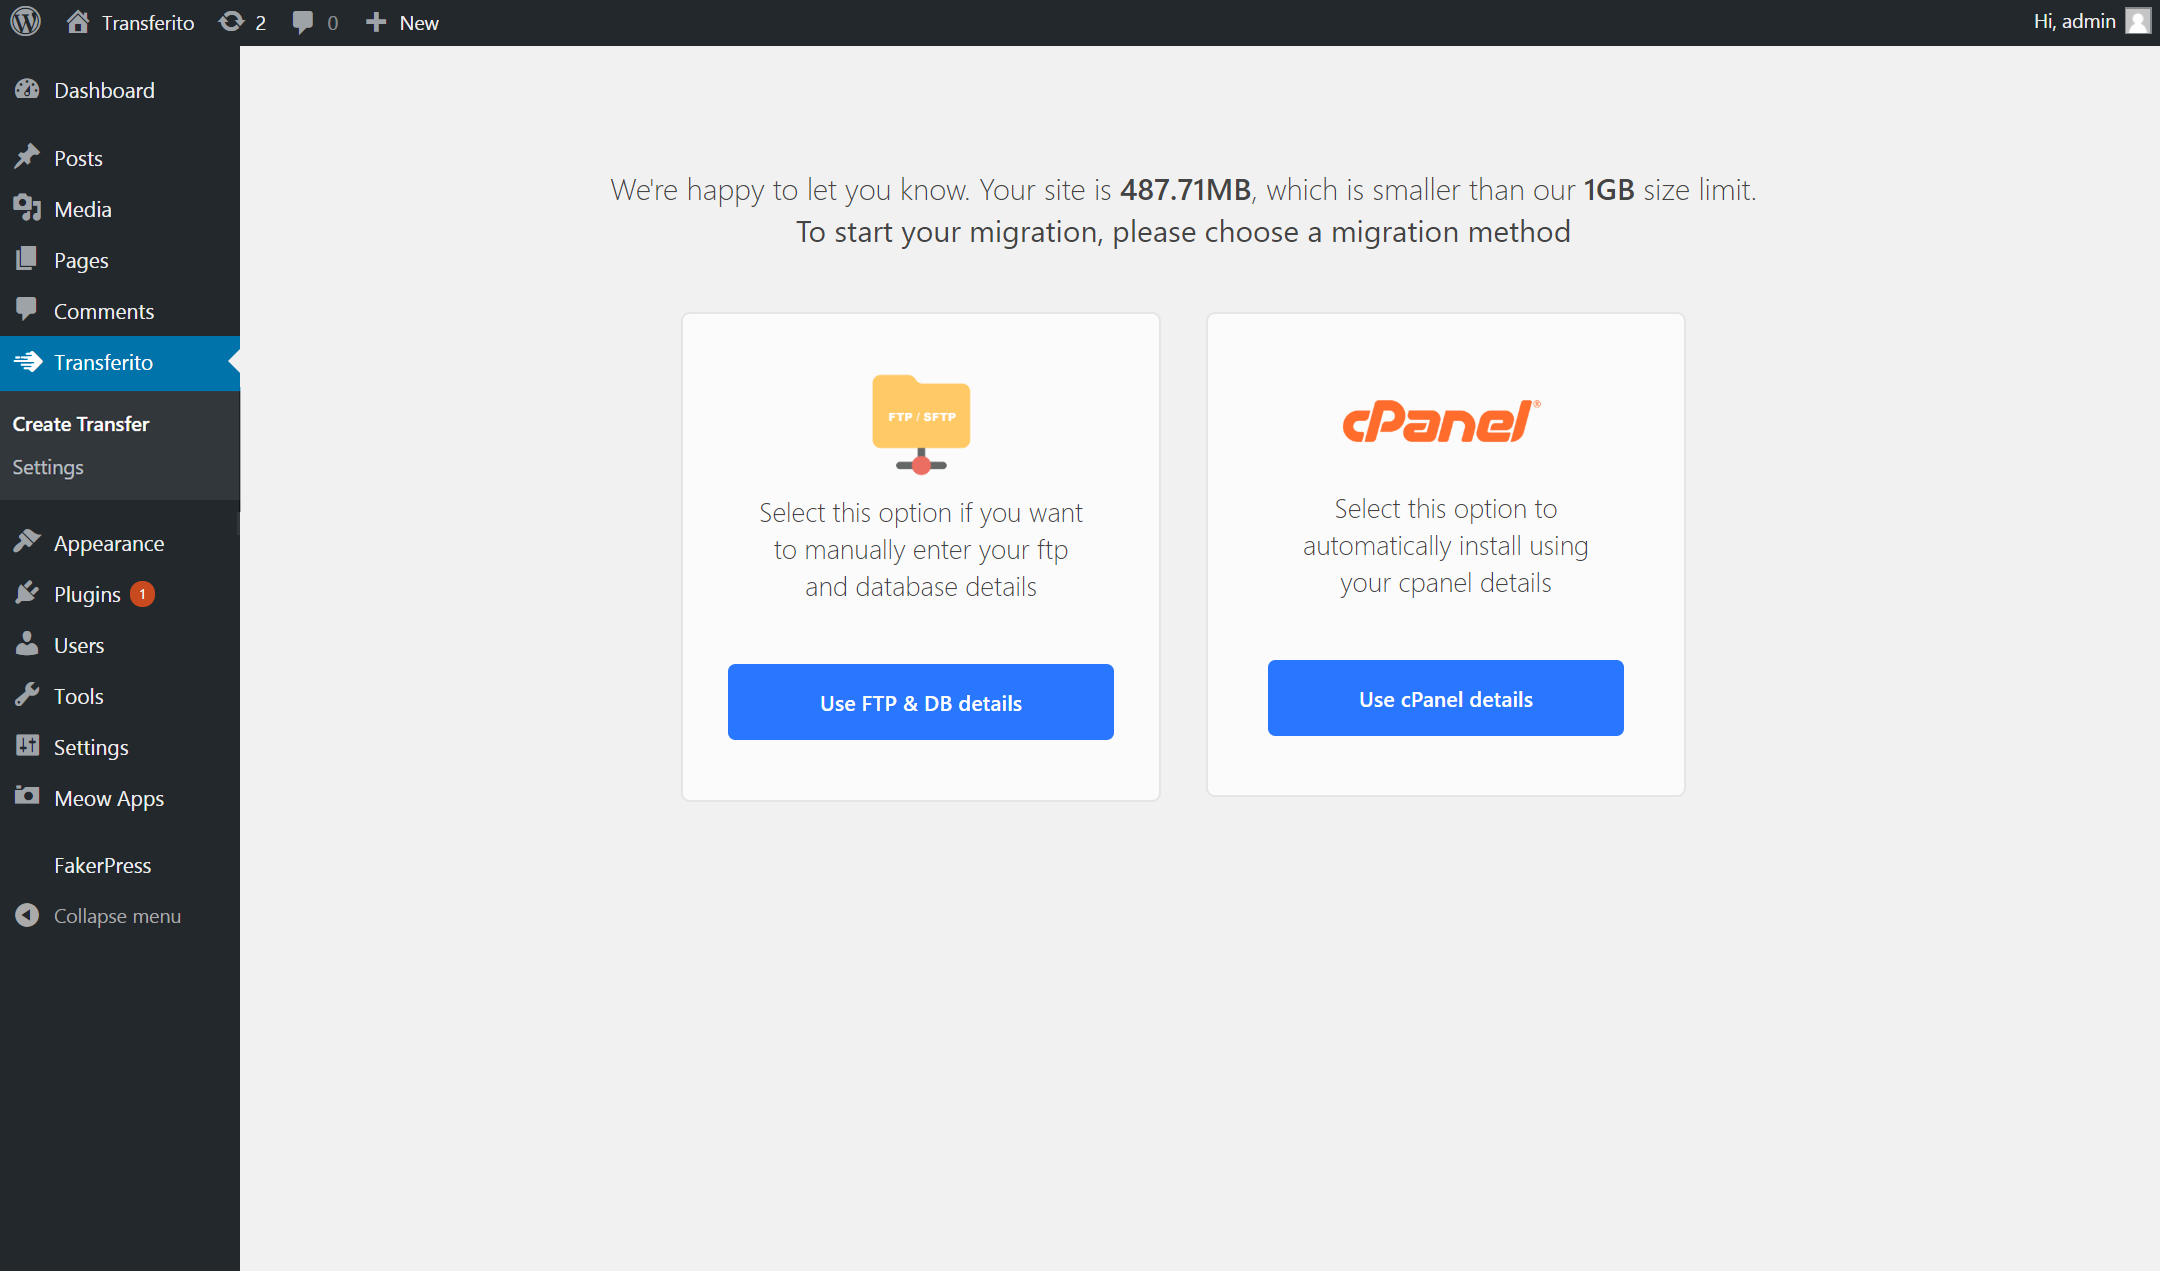 Transferito
2
0
New
Hi, admin
Dashboard
Posts
Media
Pages
Comments
Transferito
Create Transfer
Settings
Appearance
Plugins 1
Users
Tools
Settings
Meow Apps
FakerPress
Collapse menu
We're happy to let you know. Your site is 487.71MB, which is smaller than our 1GB size limit.
To start your migration, please choose a migration method
FTP / SFTP
Select this option if you want
to manually enter your ftp
and database details
Use FTP & DB details
cPanel®
Select this option to
automatically install using
your cpanel details
Use cPanel details